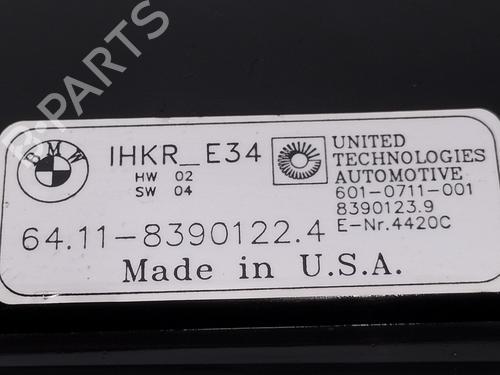 PARTS
BMW
IHKR_E34
HW 02
SW 04
64.11-8390122.4
UNITED
TECHNOLOGIES
AUTOMOTIVE
601-0711-001
8390123.9
E-Nr.4420C
Made in U.S.A.